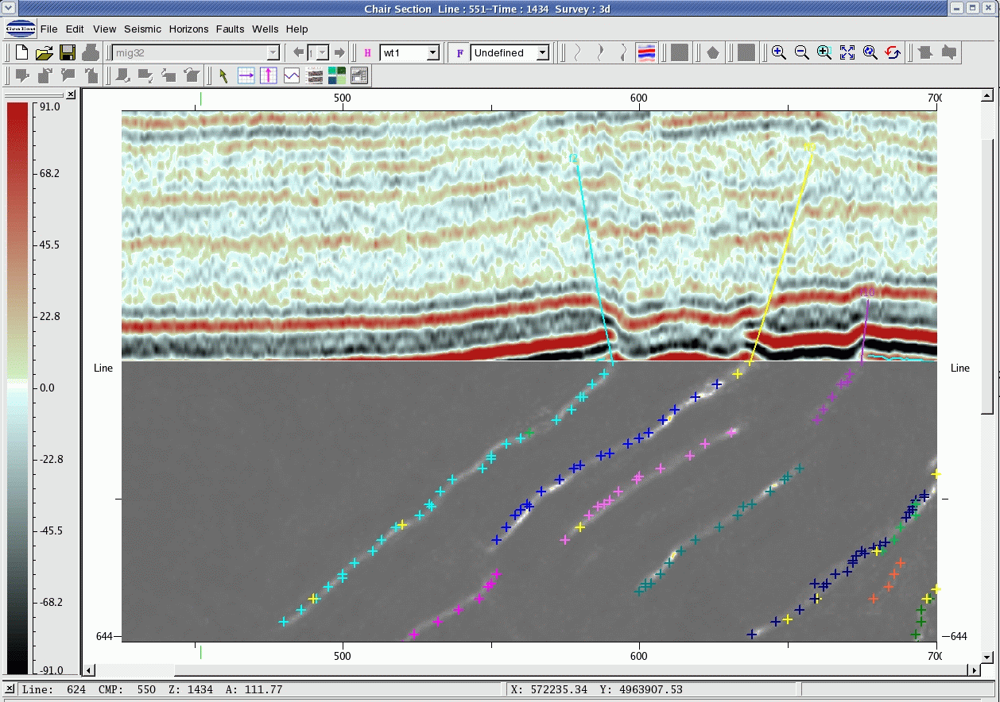 Chair Section Line : 551-Time : 1434 Survey : 3d
GeoEast File Edit View Seismic Horizons Faults Wells Help
mig32 1 H wt1 F Undefined
500 600 700
91.0
68.2
45.5
22.8
0.0
-22.8
-45.5
-68.2
-91.0
f2
f10
Line Line
644 644
500 600 700
Line: 624 CMP: 550 Z: 1434 A: 111.77 X: 572235.34 Y: 4963907.53